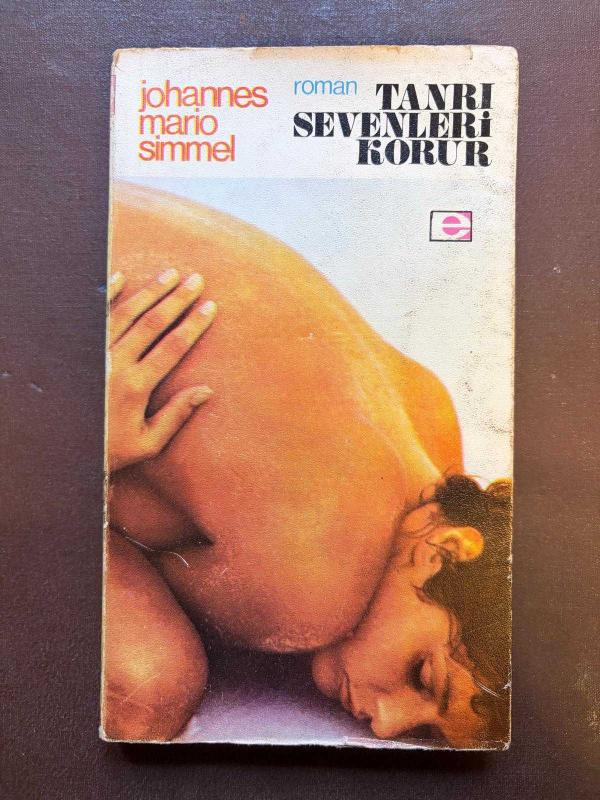 johannes
mario
simmel
roman TANRI
SEVENLERİ
KORUR
e